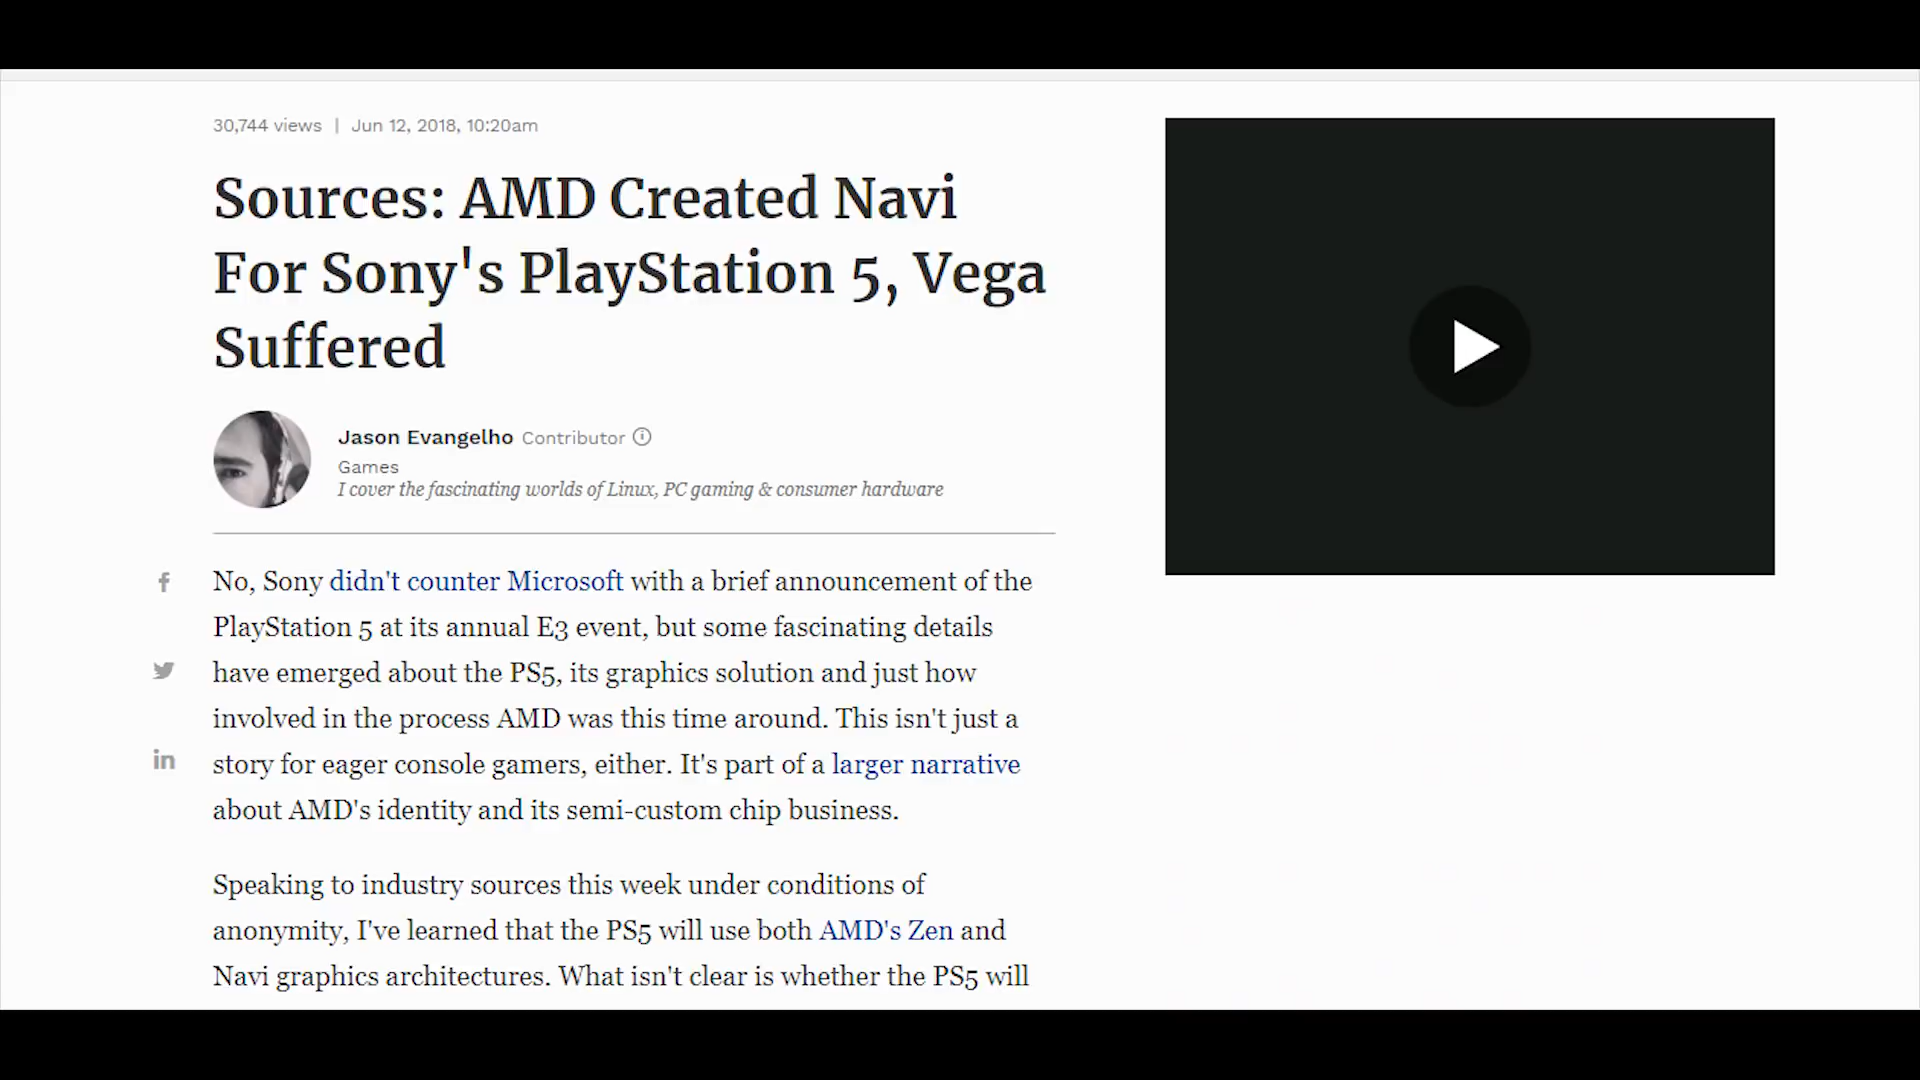 30,744 views | Jun 12, 2018, 10:20am
Sources: AMD Created Navi
For Sony's PlayStation 5, Vega
Suffered
Jason Evangelho Contributor
Games
I cover the fascinating worlds of Linux, PC gaming & consumer hardware
No, Sony didn't counter Microsoft with a brief announcement of the
PlayStation 5 at its annual E3 event, but some fascinating details
have emerged about the PS5, its graphics solution and just how
involved in the process AMD was this time around. This isn't just a
story for eager console gamers, either. It's part of a larger narrative
about AMD's identity and its semi-custom chip business.
Speaking to industry sources this week under conditions of
anonymity, I've learned that the PS5 will use both AMD's Zen and
Navi graphics architectures. What isn't clear is whether the PS5 will